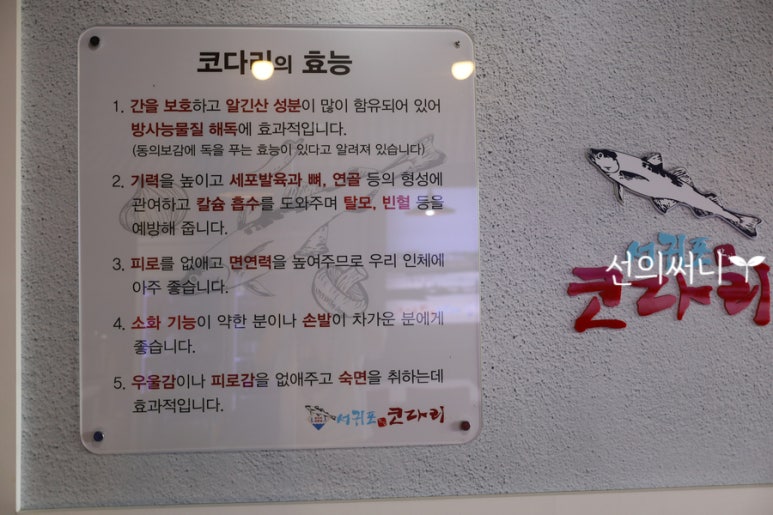 코다리의 효능
1. 간을 보호하고 알긴산 성분이 많이 함유되어 있어
방사능물질 해독에 효과적입니다.
(동의보감에 독을 푸는 효능이 있다고 알려져 있습니다)
2. 기력을 높이고 세포발육과 뼈, 연골 등의 형성에
관여하고 칼슘 흡수를 도와주며 탈모, 빈혈 등을
예방해 줍니다.
3. 피로를 없애고 면연력을 높여주므로 우리 인체에
아주 좋습니다.
4. 소화 기능이 약한 분이나 손발이 차가운 분에게
좋습니다.
5. 우울감이나 피로감을 없애주고 숙면을 취하는데
효과적입니다.
서귀포 코다리
서귀포
선의써니
코다리